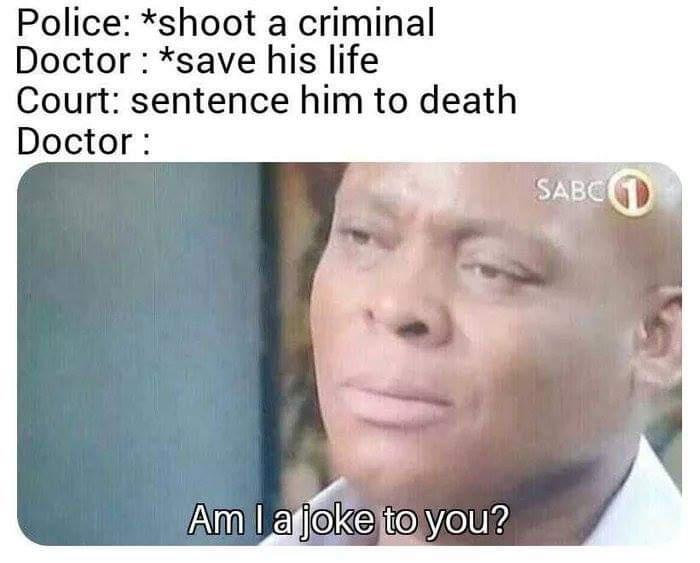 Police: *shoot a criminal
Doctor : *save his life
Court: sentence him to death
Doctor :
SABC 1
Am I a joke to you?